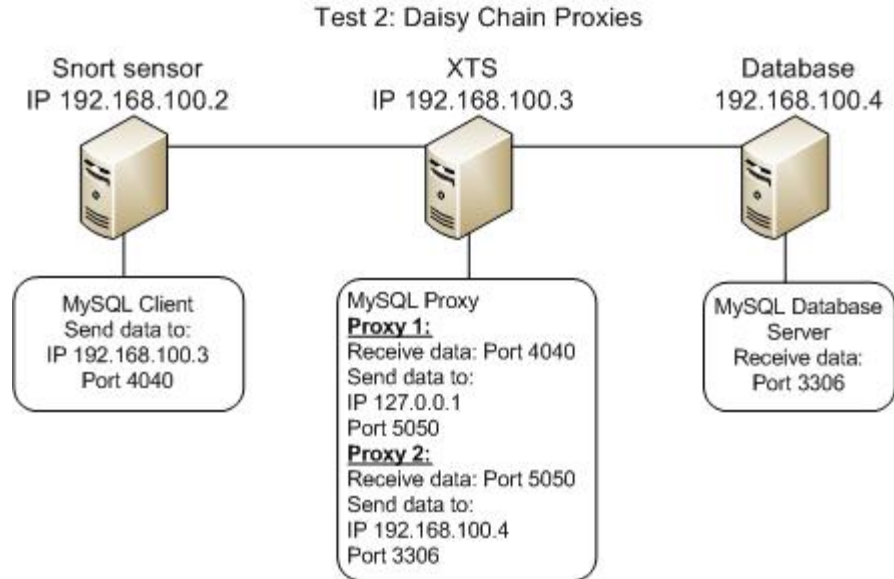 Test 2: Daisy Chain Proxies
Snort sensor
IP 192.168.100.2
XTS
IP 192.168.100.3
Database
192.168.100.4
MySQL Client
Send data to:
IP 192.168.100.3
Port 4040
MySQL Proxy
Proxy 1:
Receive data: Port 4040
Send data to:
IP 127.0.0.1
Port 5050
Proxy 2:
Receive data: Port 5050
Send data to:
IP 192.168.100.4
Port 3306
MySQL Database
Server
Receive data:
Port 3306